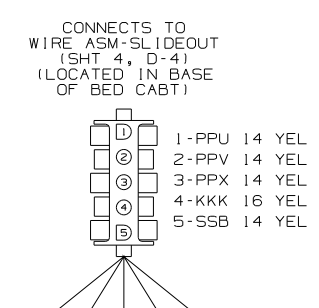 CONNECTS TO
WIRE ASM-SLIDEOUT
(SHT 4, D-4)
(LOCATED IN BASE
OF BED CABT)
1
2
3
4
5
1-PPU 14 YEL
2-PPV 14 YEL
3-PPX 14 YEL
4-KKK 16 YEL
5-SSB 14 YEL